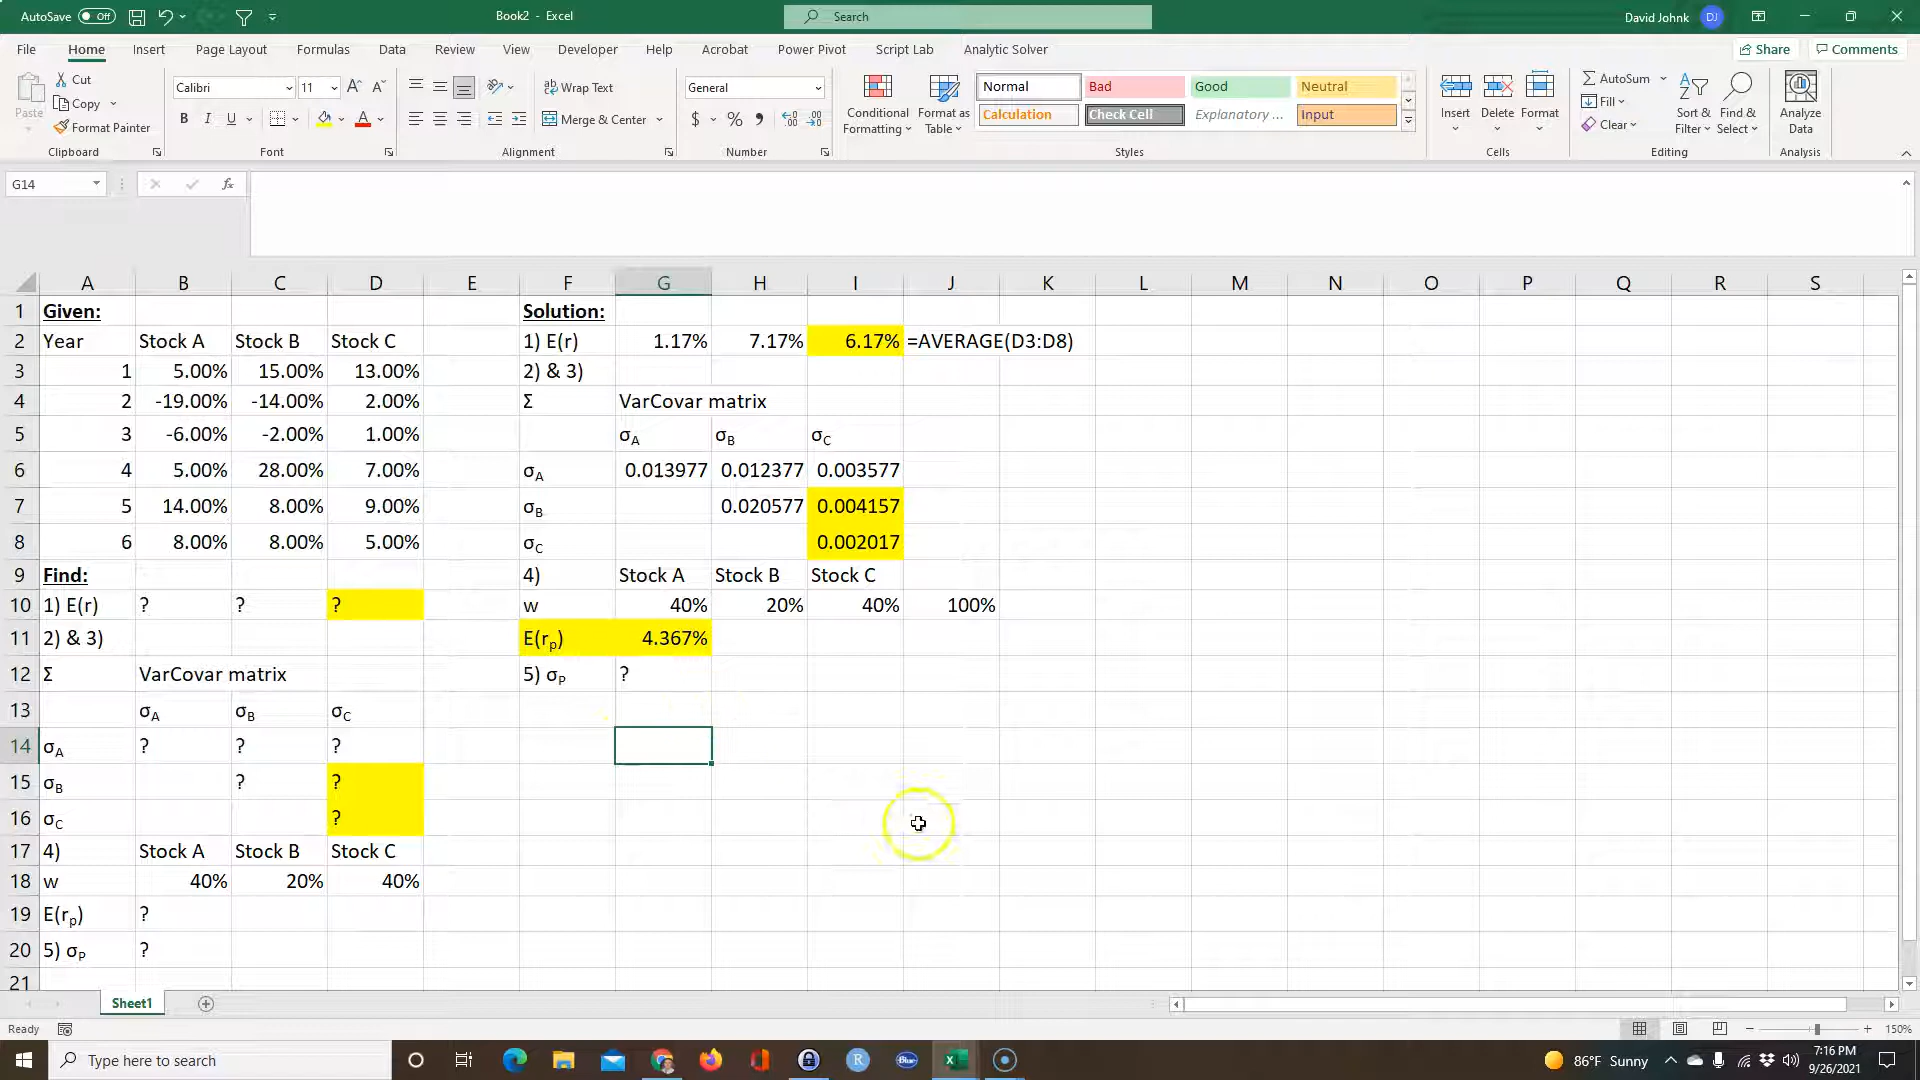 AutoSave Off Book2 - Excel Search David Johnk DJ
File Home Insert Page Layout Formulas Data Review View Developer Help Acrobat Power Pivot Script Lab Analytic Solver Share Comments
Paste Cut Copy Format Painter Clipboard
Calibri 11 B I U A A A Font
Wrap Text Merge & Center Alignment
General $ % , Number
Conditional Formatting Format as Table Normal Bad Good Neutral Calculation Check Cell Explanatory ... Input Styles
Insert Delete Format Cells
AutoSum Fill Clear Sort & Filter Find & Select Editing
Analyze Data Analysis
G14 fx
A B C D E F G H I J K L M N O P Q R S
1 Given: Solution:
2 Year Stock A Stock B Stock C 1) E(r) 1.17% 7.17% 6.17% =AVERAGE(D3:D8)
3 1 5.00% 15.00% 13.00% 2) & 3)
4 2 -19.00% -14.00% 2.00% Σ VarCovar matrix
5 3 -6.00% -2.00% 1.00% σA σB σC
6 4 5.00% 28.00% 7.00% σA 0.013977 0.012377 0.003577
7 5 14.00% 8.00% 9.00% σB 0.020577 0.004157
8 6 8.00% 8.00% 5.00% σC 0.002017
9 Find: 4) Stock A Stock B Stock C
10 1) E(r) ? ? ? w 40% 20% 40% 100%
11 2) & 3) E(rp) 4.367%
12 Σ VarCovar matrix 5) σP ?
13 σA σB σC
14 σA ? ? ?
15 σB ? ?
16 σC ?
17 4) Stock A Stock B Stock C
18 w 40% 20% 40%
19 E(rp) ?
20 5) σP ?
21
Sheet1
Ready 150%
Type here to search 86°F Sunny 7:16 PM
9/26/2021